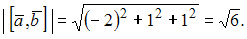 | [a̅,b̅] | = √((−2)² + 1² + 1²) = √6.